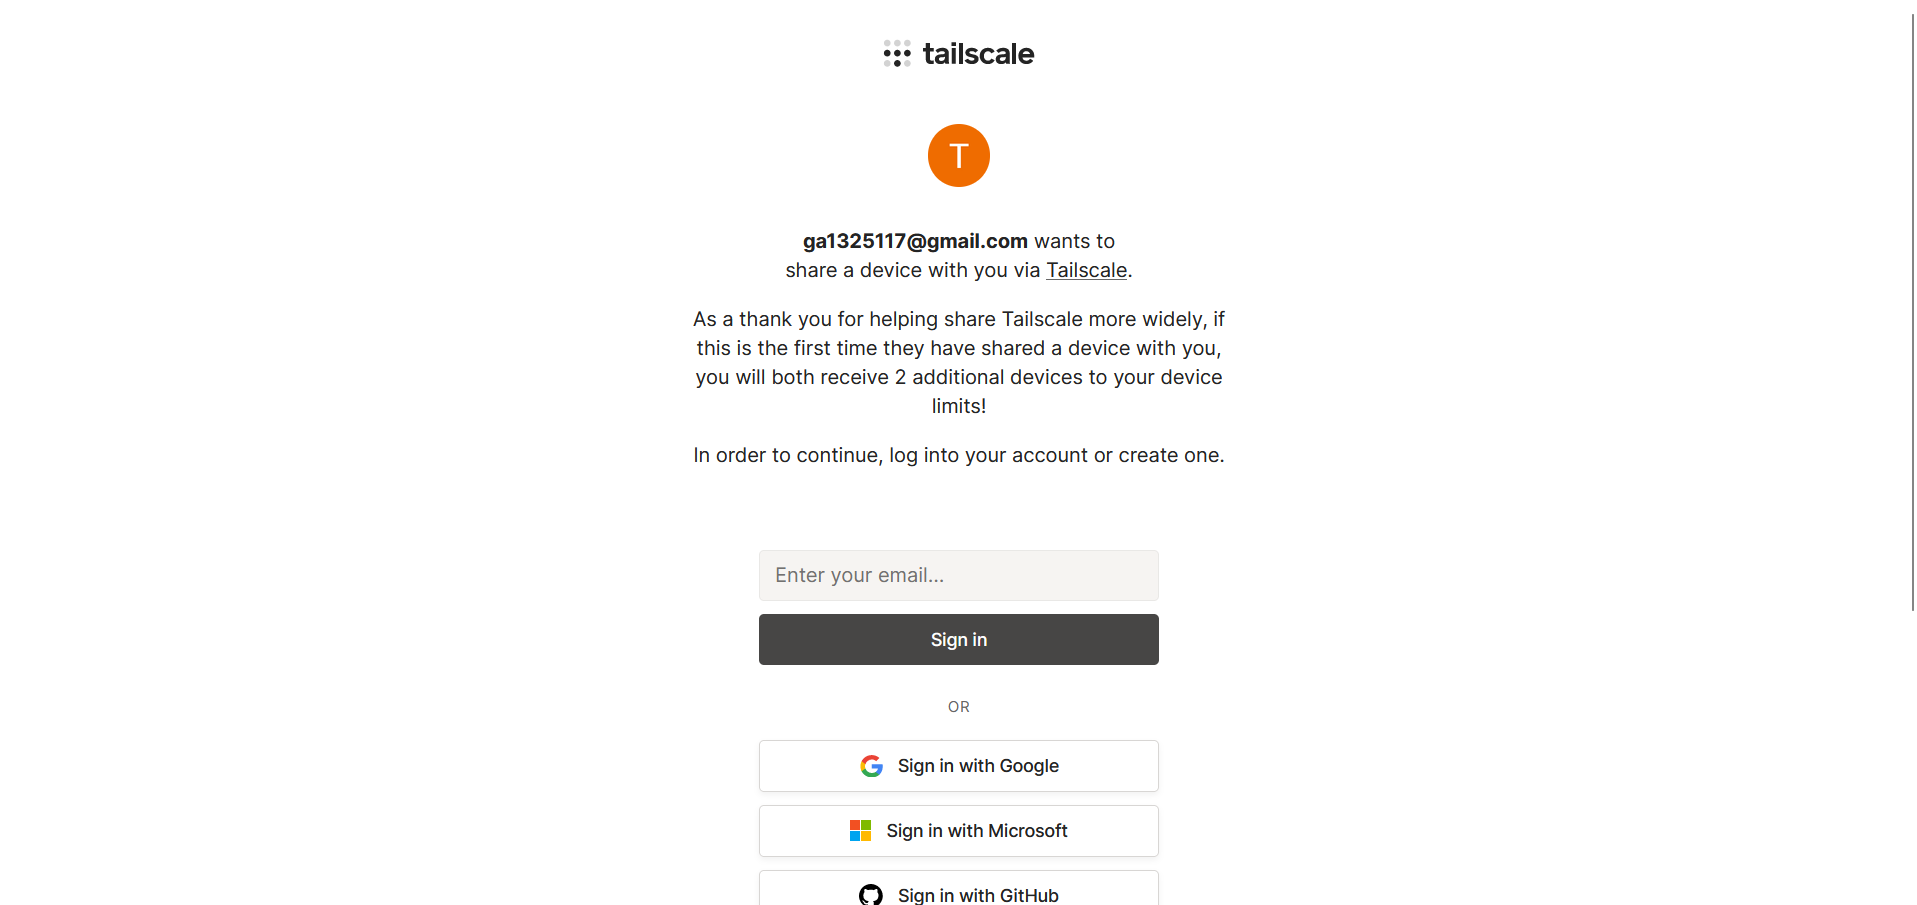 tailscale
T
ga1325117@gmail.com wants to
share a device with you via Tailscale.
As a thank you for helping share Tailscale more widely, if
this is the first time they have shared a device with you,
you will both receive 2 additional devices to your device
limits!
In order to continue, log into your account or create one.
Enter your email...
Sign in
OR
Sign in with Google
Sign in with Microsoft
Sign in with GitHub